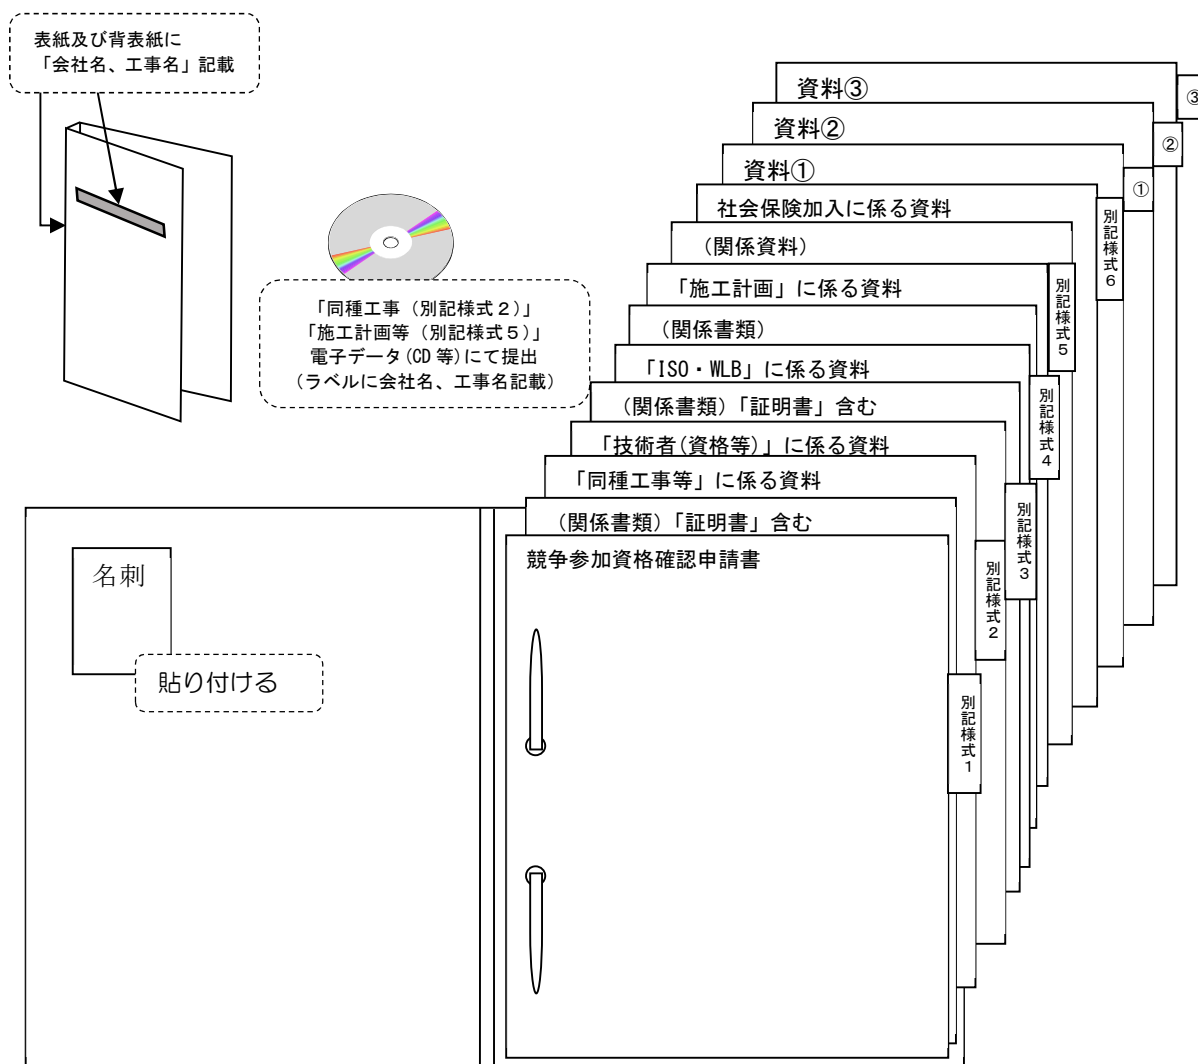 表紙及び背表紙に
「会社名、工事名」記載
「同種工事（別記様式２）」
「施工計画等（別記様式５）」
電子データ(CD 等)にて提出
（ラベルに会社名、工事名記載）
資料③
③
資料②
②
資料①
①
社会保険加入に係る資料
別記様式６
（関係資料）
「施工計画」に係る資料
別記様式５
（関係書類）
「ISO・WLB」に係る資料
別記様式４
（関係書類）「証明書」含む
「技術者(資格等)」に係る資料
別記様式３
「同種工事等」に係る資料
別記様式２
（関係書類）「証明書」含む
競争参加資格確認申請書
別記様式１
名刺
貼り付ける